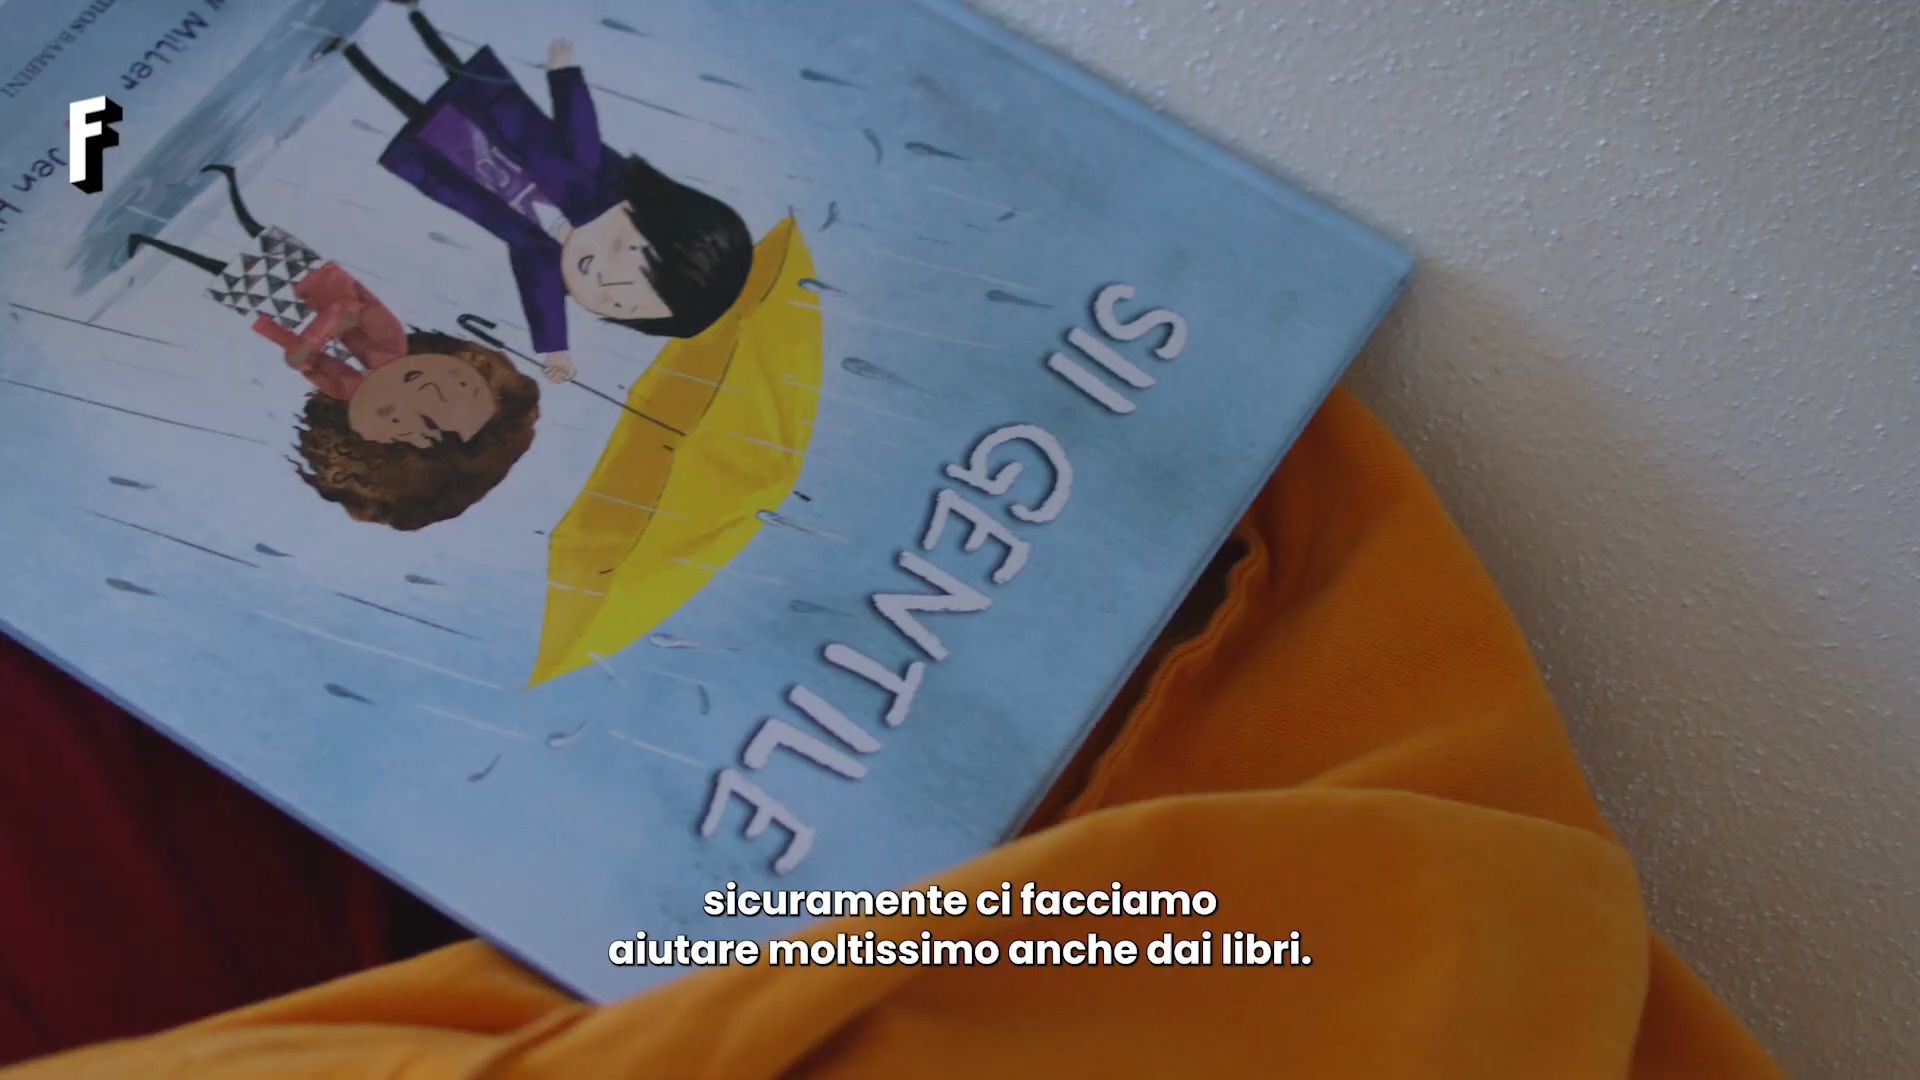 SII GENTILE
Miller
Jen
F
sicuramente ci facciamo
aiutare moltissimo anche dai libri.